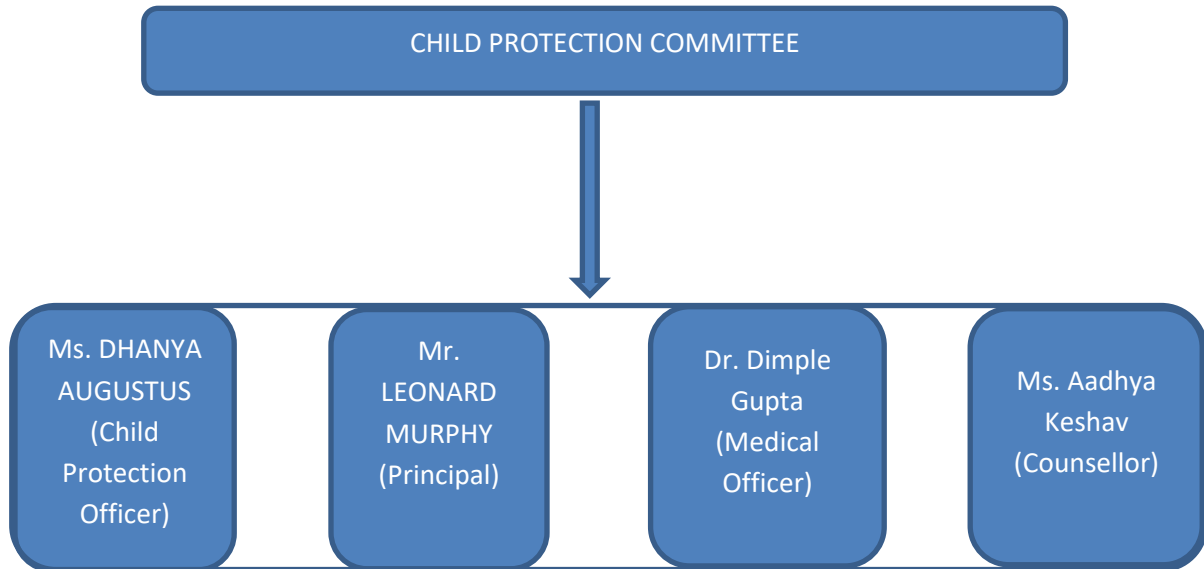 CHILD PROTECTION COMMITTEE
Ms. DHANYA
AUGUSTUS
(Child
Protection
Officer)
Mr.
LEONARD
MURPHY
(Principal)
Dr. Dimple
Gupta
(Medical
Officer)
Ms. Aadhya
Keshav
(Counsellor)